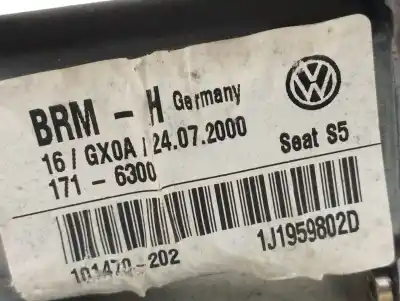 BRM - H Germany
16 / GX0A / 24.07.2000
171 - 6300
Seat S5
101470-202
1J1959802D